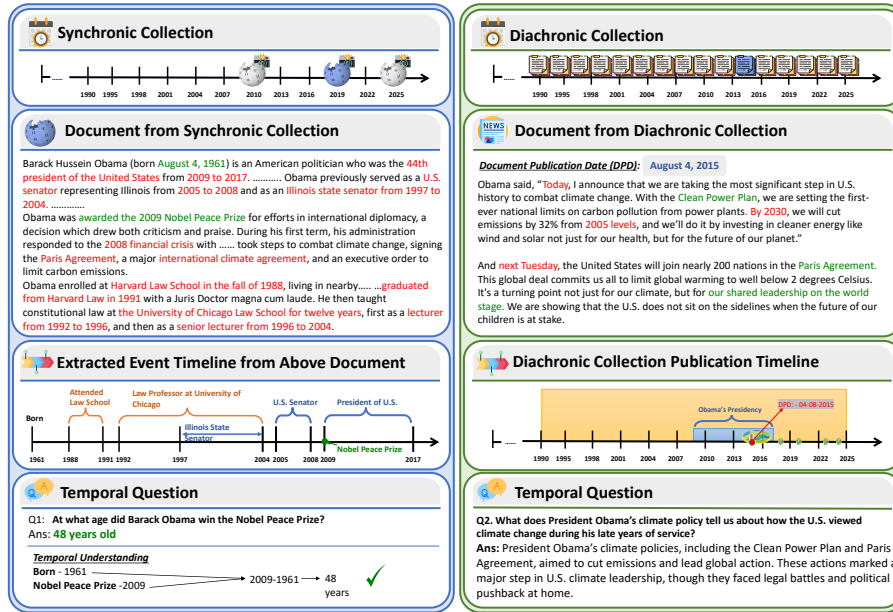 Synchronic Collection
......
1990 1995 1998 2001 2004 2007 2010 2013 2016 2019 2022 2025
Document from Synchronic Collection
Barack Hussein Obama (born August 4, 1961) is an American politician who was the 44th
president of the United States from 2009 to 2017. ........... Obama previously served as a U.S.
senator representing Illinois from 2005 to 2008 and as an Illinois state senator from 1997 to
2004. .............
Obama was awarded the 2009 Nobel Peace Prize for efforts in international diplomacy, a
decision which drew both criticism and praise. During his first term, his administration
responded to the 2008 financial crisis with ...... took steps to combat climate change, signing
the Paris Agreement, a major international climate agreement, and an executive order to
limit carbon emissions.
Obama enrolled at Harvard Law School in the fall of 1988, living in nearby...... ...graduated
from Harvard Law in 1991 with a Juris Doctor magna cum laude. He then taught
constitutional law at the University of Chicago Law School for twelve years, first as a lecturer
from 1992 to 1996, and then as a senior lecturer from 1996 to 2004.
Extracted Event Timeline from Above Document
Born
Attended
Law School
Law Professor at University of
Chicago
Illinois State
Senator
U.S. Senator
President of U.S.
Nobel Peace Prize
1961 1988 1991 1992 1997 2004 2005 2008 2009 2017
Q A
Temporal Question
Q1: At what age did Barack Obama win the Nobel Peace Prize?
Ans: 48 years old
Temporal Understanding
Born - 1961
Nobel Peace Prize -2009
2009-1961
48
years
Diachronic Collection
......
1990 1995 1998 2001 2004 2007 2010 2013 2016 2019 2022 2025
NEWS
Document from Diachronic Collection
Document Publication Date (DPD): August 4, 2015
Obama said, “Today, I announce that we are taking the most significant step in U.S.
history to combat climate change. With the Clean Power Plan, we are setting the first-
ever national limits on carbon pollution from power plants. By 2030, we will cut
emissions by 32% from 2005 levels, and we’ll do it by investing in cleaner energy like
wind and solar not just for our health, but for the future of our planet.”
And next Tuesday, the United States will join nearly 200 nations in the Paris Agreement.
This global deal commits us all to limit global warming to well below 2 degrees Celsius.
It’s a turning point not just for our climate, but for our shared leadership on the world
stage. We are showing that the U.S. does not sit on the sidelines when the future of our
children is at stake.
Diachronic Collection Publication Timeline
DPD: - 04-08-2015
Obama’s Presidency
......
1990 1995 1998 2001 2004 2007 2010 2013 2016 2019 2022 2025
Q A
Temporal Question
Q2. What does President Obama’s climate policy tell us about how the U.S. viewed
climate change during his late years of service?
Ans: President Obama’s climate policies, including the Clean Power Plan and Paris
Agreement, aimed to cut emissions and lead global action. These actions marked a
major step in U.S. climate leadership, though they faced legal battles and political
pushback at home.